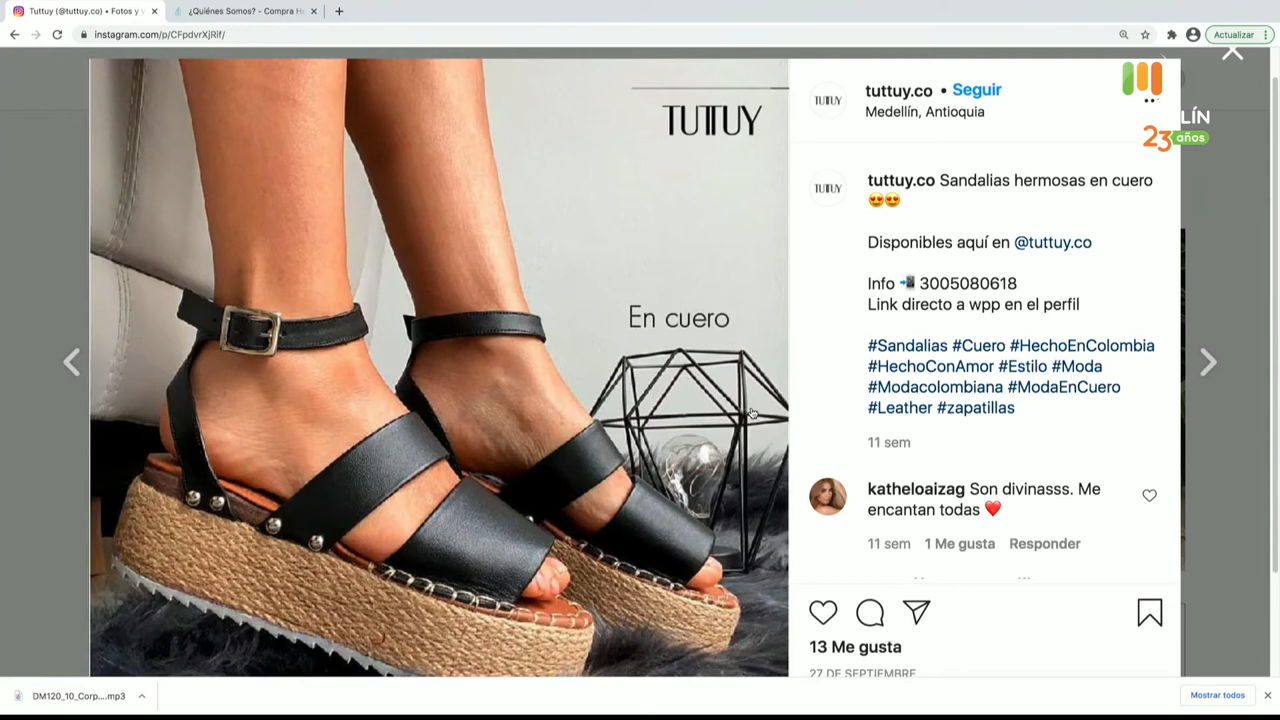 Tuttuy (@tuttuy.co) • Fotos y v
¿Quiénes Somos? - Compra H
instagram.com/p/CFpdvrXjRif/
Actualizar
TUTTUY
En cuero
TUTTUY
tuttuy.co • Seguir
Medellín, Antioquia
LÍN
23 años
TUTTUY
tuttuy.co Sandalias hermosas en cuero
😍😍
Disponibles aquí en @tuttuy.co
Info 📲 3005080618
Link directo a wpp en el perfil
#Sandalias #Cuero #HechoEnColombia
#HechoConAmor #Estilo #Moda
#Modacolombiana #ModaEnCuero
#Leather #zapatillas
11 sem
katheloaizag Son divinasss. Me
encantan todas ❤️
11 sem 1 Me gusta Responder
13 Me gusta
27 DE SEPTIEMBRE
DM120_10_Corp....mp3
Mostrar todos